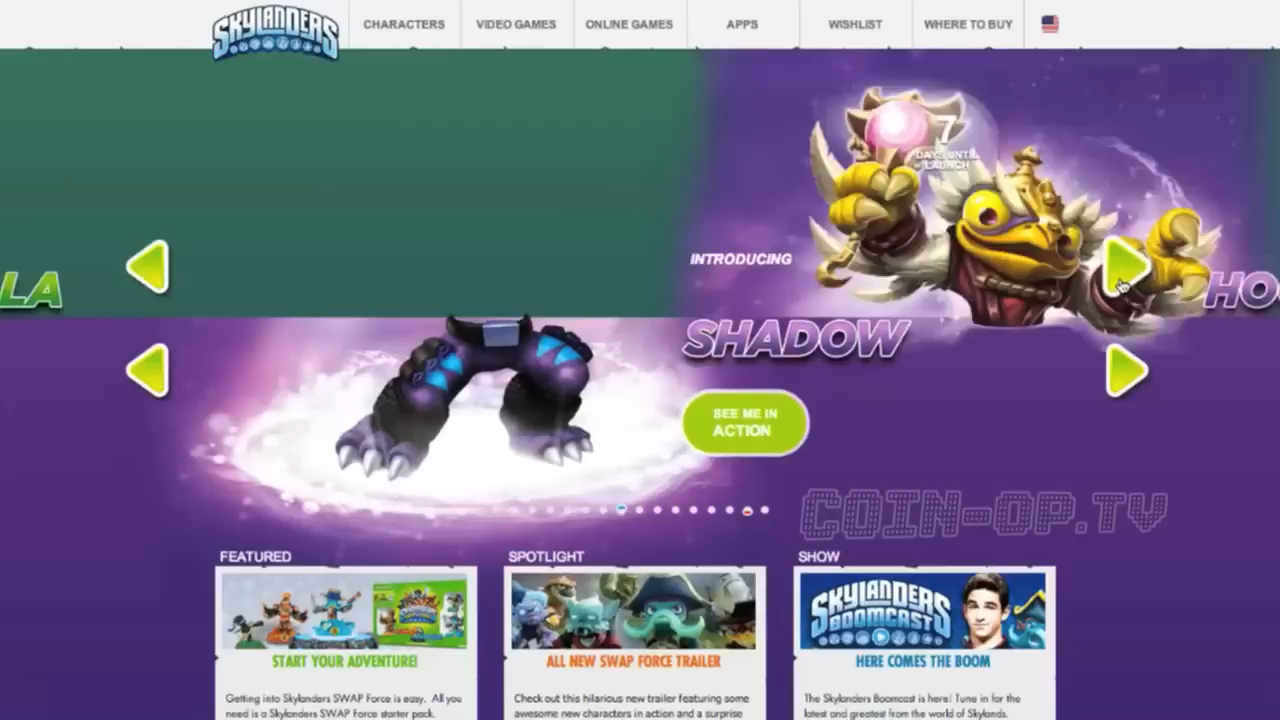 SKYLANDERS
CHARACTERS
VIDEO GAMES
ONLINE GAMES
APPS
WISHLIST
WHERE TO BUY
7
DAYS UNTIL
LAUNCH
INTRODUCING
LA
HO
SHADOW
SEE ME IN
ACTION
COIN-OP.TV
FEATURED
SPOTLIGHT
SHOW
SKYLANDERS
BOOMCAST
START YOUR ADVENTURE!
ALL NEW SWAP FORCE TRAILER
HERE COMES THE BOOM
Getting into Skylanders SWAP Force is easy. All you
need is a Skylanders SWAP Force starter pack.
Check out this hilarious new trailer featuring some
awesome new characters in action and a surprise
The Skylanders Boomcast is here! Tune in for the
latest and greatest from the world of Skylands.